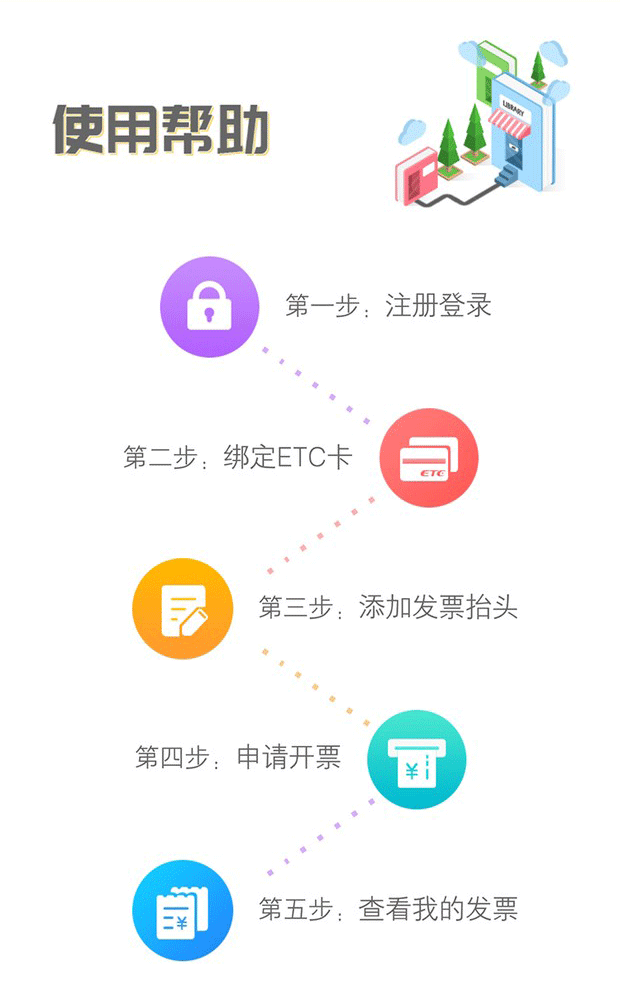 使用帮助
LIBRARY
第一步：注册登录
第二步：绑定ETC卡
ETC
第三步：添加发票抬头
第四步：申请开票
¥
第五步：查看我的发票
¥